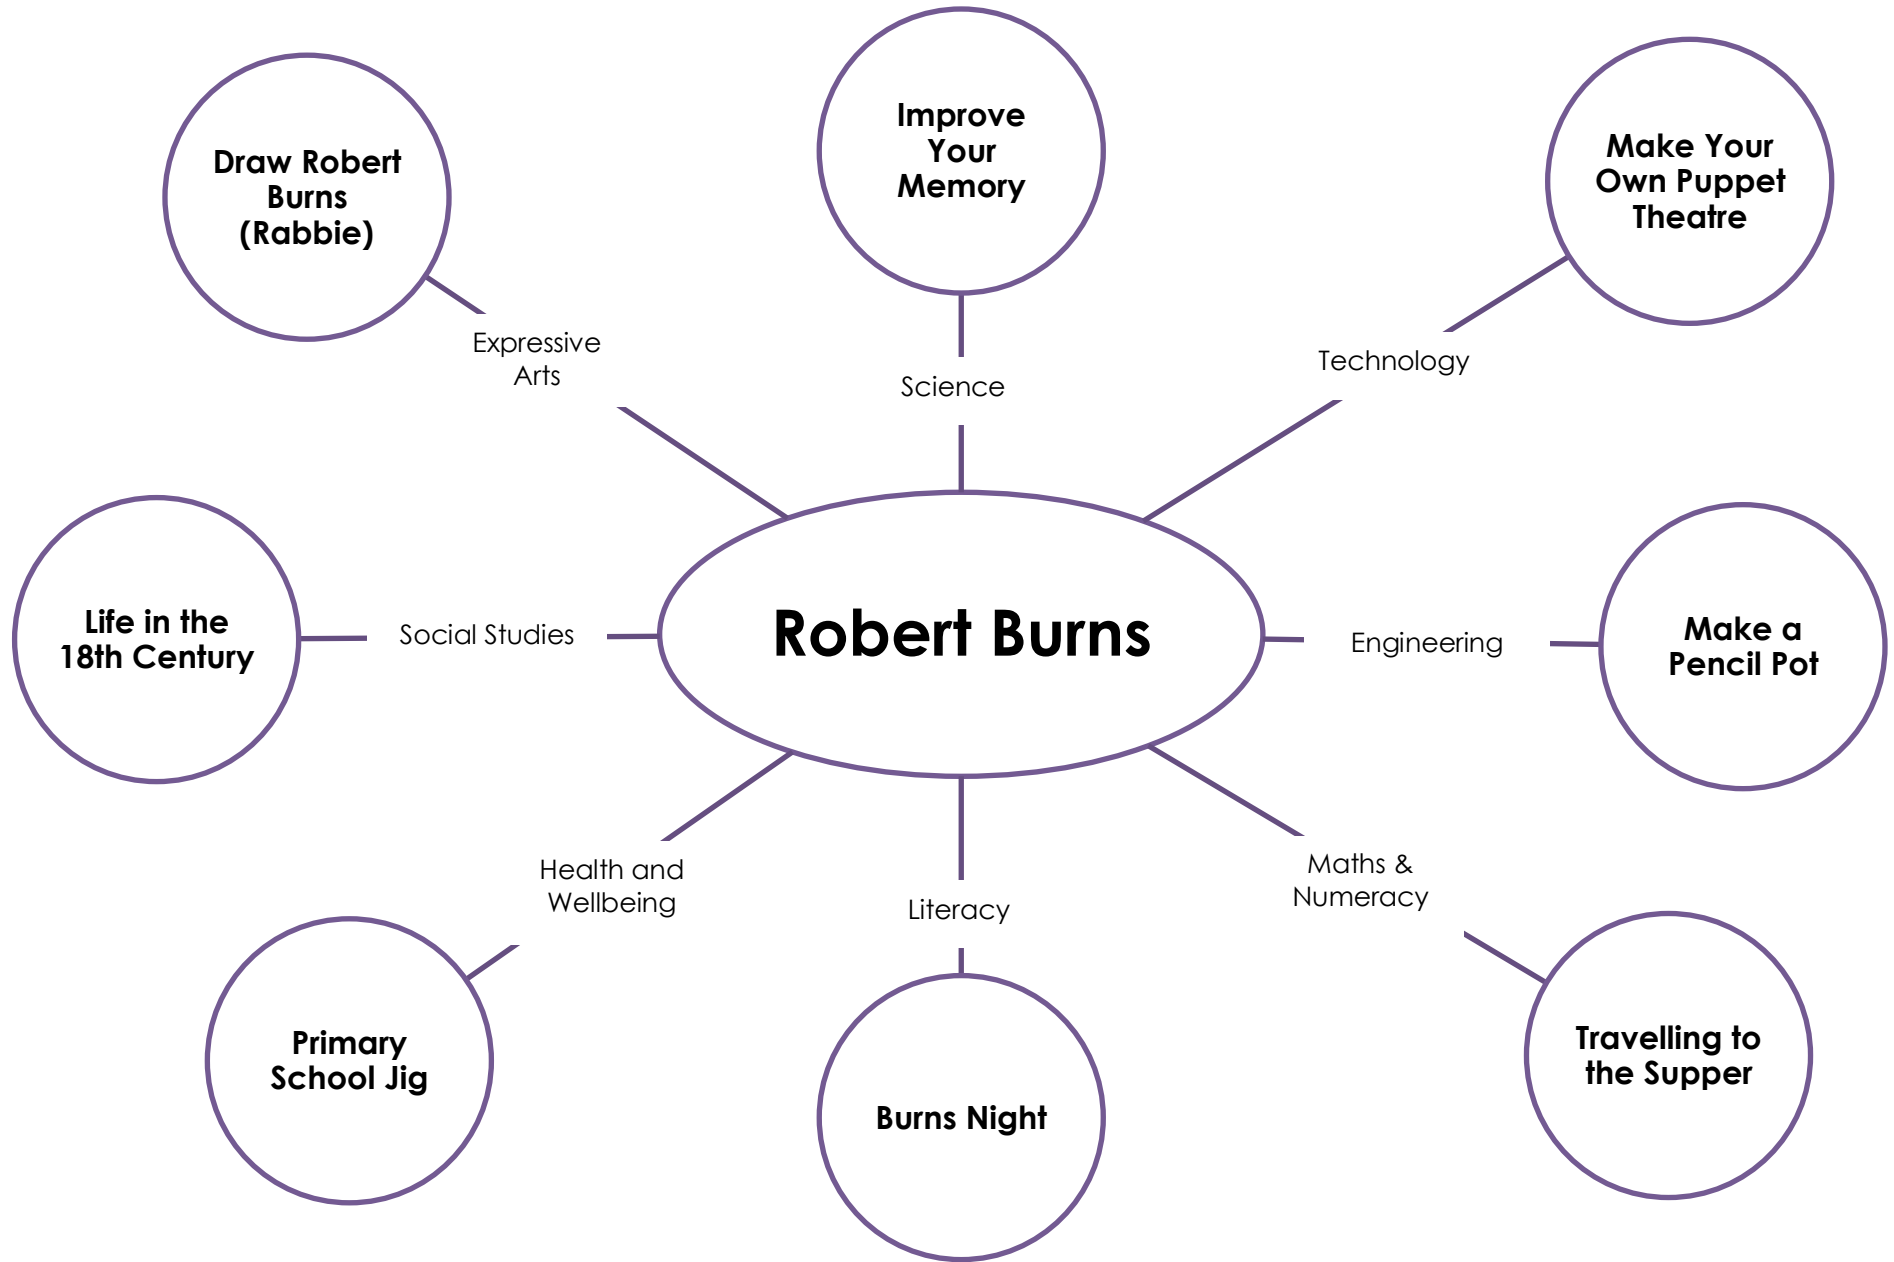 Improve
Your
Memory
Draw Robert
Burns
(Rabbie)
Make Your
Own Puppet
Theatre
Expressive
Arts
Science
Technology
Life in the
18th Century
Social Studies
Robert Burns
Engineering
Make a
Pencil Pot
Health and
Wellbeing
Literacy
Maths &
Numeracy
Primary
School Jig
Burns Night
Travelling to
the Supper